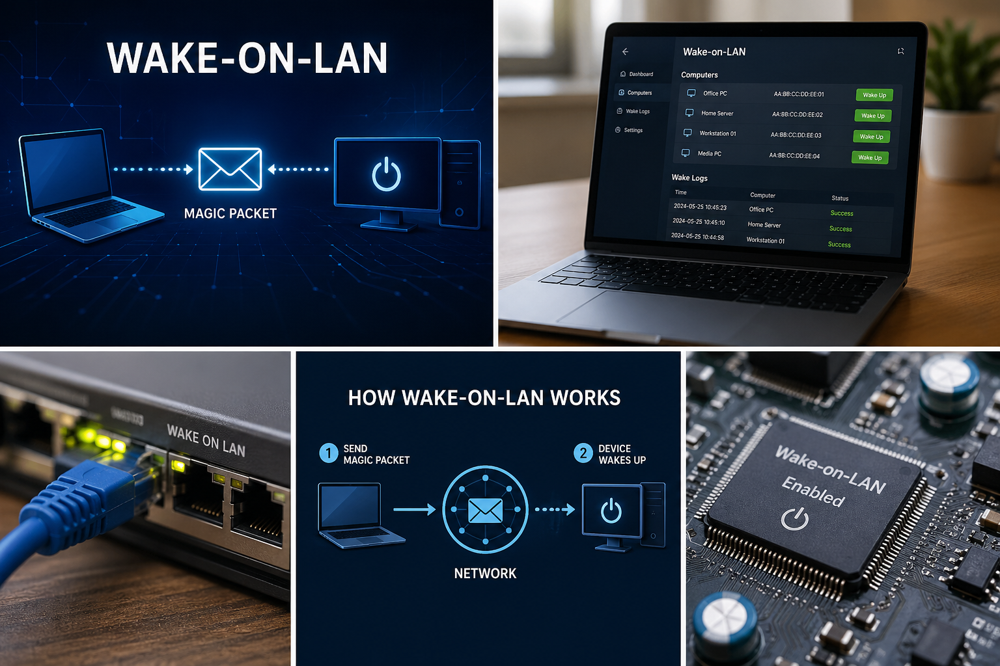 WAKE-ON-LAN
MAGIC PACKET
Wake-on-LAN
Dashboard
Computers
Wake Logs
Settings
Computers
Office PC AA:BB:CC:DD:EE:01 Wake Up
Home Server AA:BB:CC:DD:EE:02 Wake Up
Workstation 01 AA:BB:CC:DD:EE:03 Wake Up
Media PC AA:BB:CC:DD:EE:04 Wake Up
Wake Logs
Time Computer Status
2024-05-25 10:45:23 Office PC Success
2024-05-25 10:45:10 Home Server Success
2024-05-25 10:44:58 Workstation 01 Success
WAKE ON LAN
HOW WAKE-ON-LAN WORKS
1 SEND
MAGIC PACKET
2 DEVICE
WAKES UP
NETWORK
Wake-on-LAN
Enabled